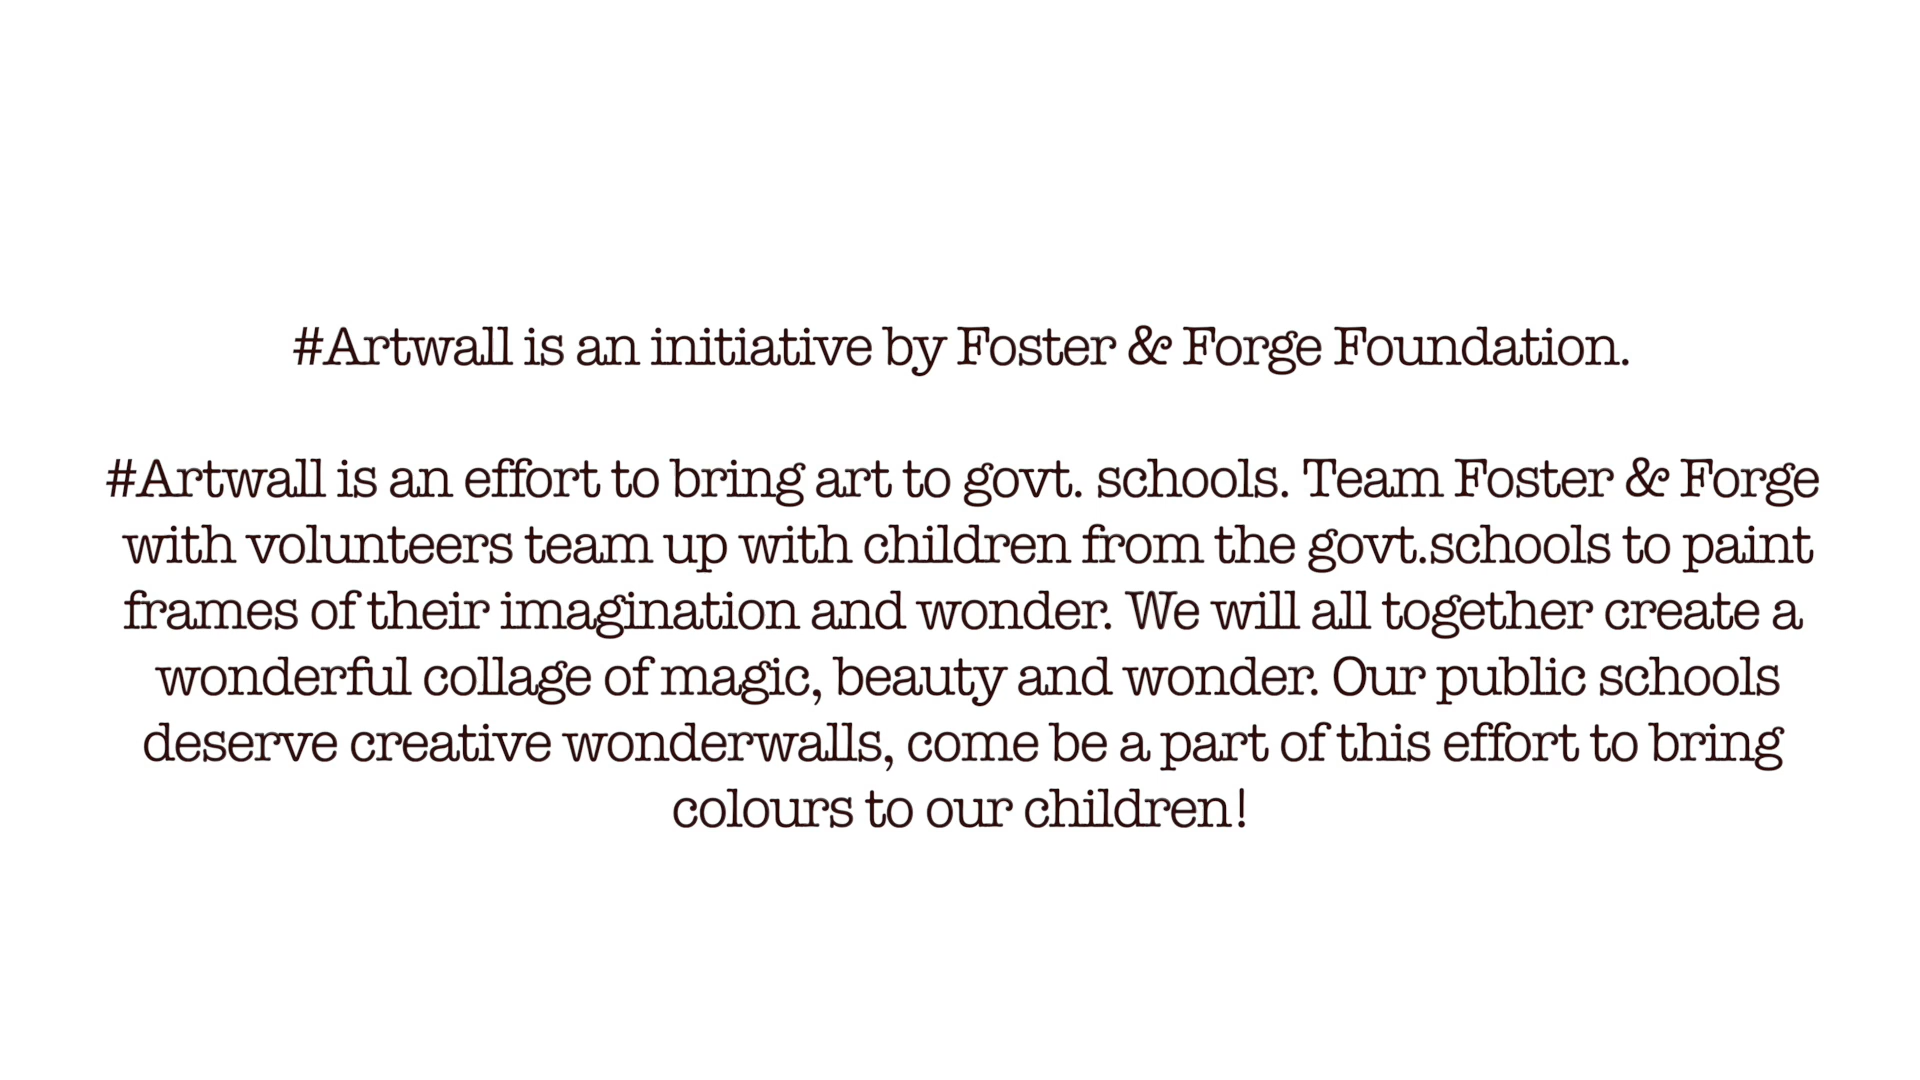 #Artwall is an initiative by Foster & Forge Foundation.
#Artwall is an effort to bring art to govt. schools. Team Foster & Forge
with volunteers team up with children from the govt.schools to paint
frames of their imagination and wonder. We will all together create a
wonderful collage of magic, beauty and wonder. Our public schools
deserve creative wonderwalls, come be a part of this effort to bring
colours to our children!